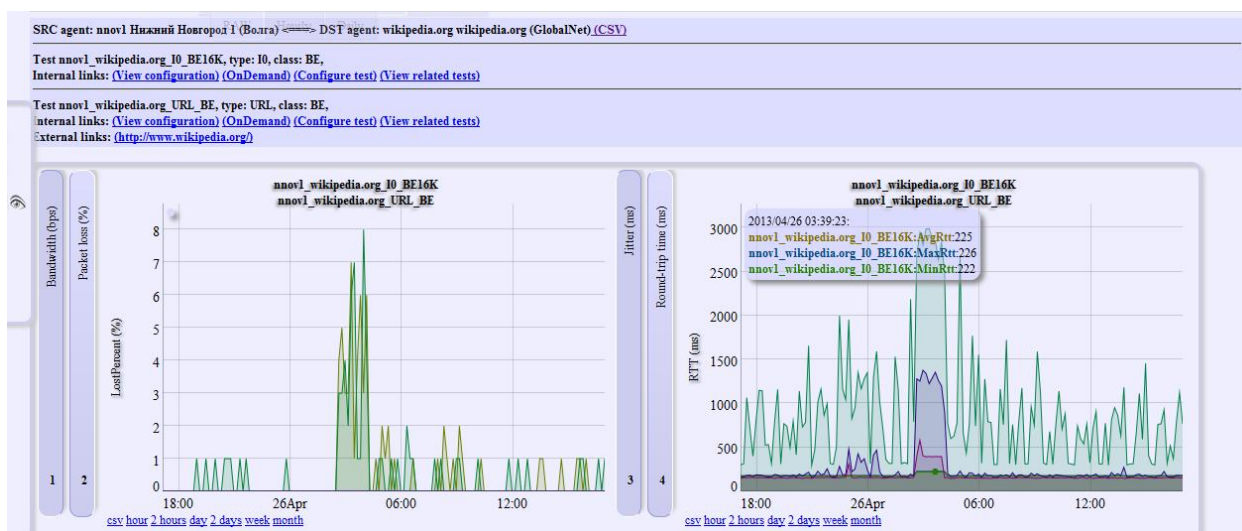 RAW Hourly Daily
SRC agent: nnov1 Нижний Новгород 1 (Волга) <===> DST agent: wikipedia.org wikipedia.org (GlobalNet) (CSV)
Test nnov1_wikipedia.org_I0_BE16K, type: I0, class: BE,
Internal links: (View configuration) (OnDemand) (Configure test) (View related tests)
Test nnov1_wikipedia.org_URL_BE, type: URL, class: BE,
Internal links: (View configuration) (OnDemand) (Configure test) (View related tests)
External links: (http://www.wikipedia.org/)
1 Bandwidth (bps)
2 Packet loss (%)
nnov1_wikipedia.org_I0_BE16K
nnov1_wikipedia.org_URL_BE
LostPercent (%)
8
7
6
5
4
3
2
1
0
18:00 26Apr 06:00 12:00
csv hour 2 hours day 2 days week month
3 Jitter (ms)
4 Round-trip time (ms)
nnov1_wikipedia.org_I0_BE16K
nnov1_wikipedia.org_URL_BE
2013/04/26 03:39:23:
nnov1_wikipedia.org_I0_BE16K:AvgRtt:225
nnov1_wikipedia.org_I0_BE16K:MaxRtt:226
nnov1_wikipedia.org_I0_BE16K:MinRtt:222
RTT (ms)
3000
2500
2000
1500
1000
500
0
18:00 26Apr 06:00 12:00
csv hour 2 hours day 2 days week month